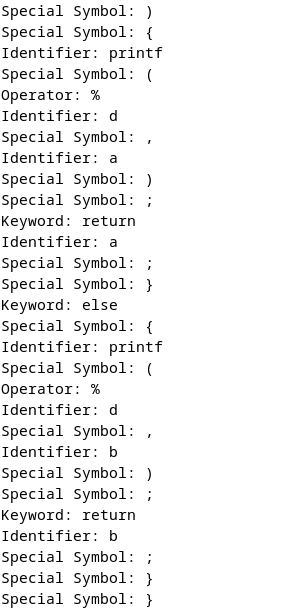 Special Symbol: )
Special Symbol: {
Identifier: printf
Special Symbol: (
Operator: %
Identifier: d
Special Symbol: ,
Identifier: a
Special Symbol: )
Special Symbol: ;
Keyword: return
Identifier: a
Special Symbol: ;
Special Symbol: }
Keyword: else
Special Symbol: {
Identifier: printf
Special Symbol: (
Operator: %
Identifier: d
Special Symbol: ,
Identifier: b
Special Symbol: )
Special Symbol: ;
Keyword: return
Identifier: b
Special Symbol: ;
Special Symbol: }
Special Symbol: }